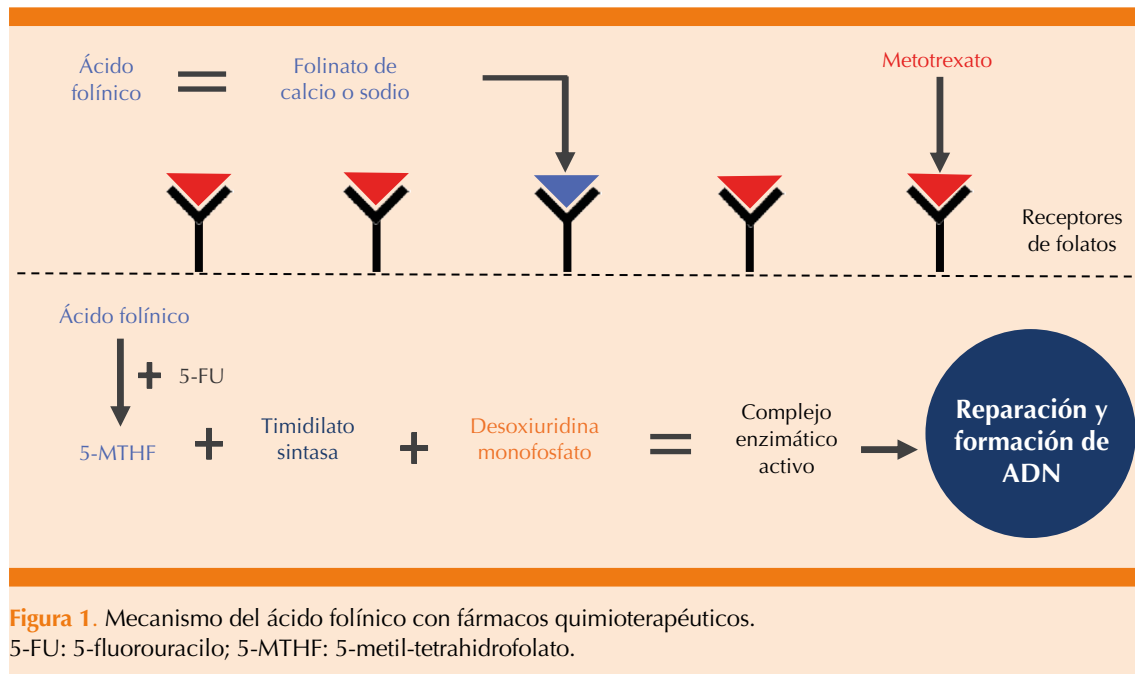 Ácido
folínico
=
Folinato de
calcio o sodio
Metotrexato
Receptores
de folatos
Ácido folínico
+ 5-FU
5-MTHF
+
Timidilato
sintasa
+
Desoxiuridina
monofosfato
=
Complejo
enzimático
activo
Reparación y
formación de
ADN
Figura 1. Mecanismo del ácido folínico con fármacos quimioterapéuticos.
5-FU: 5-fluorouracilo; 5-MTHF: 5-metil-tetrahidrofolato.